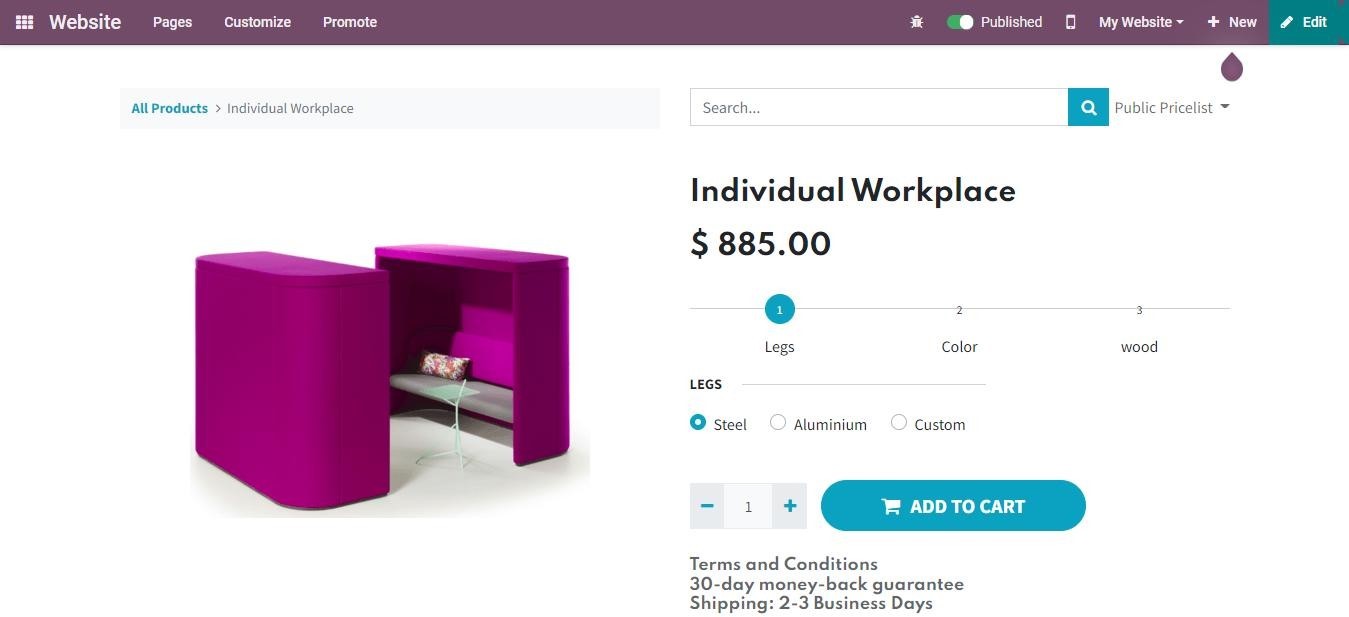 Website Pages Customize Promote Published My Website New Edit
All Products > Individual Workplace
Search... Public Pricelist
Individual Workplace
$ 885.00
1 2 3
Legs Color wood
LEGS
Steel Aluminium Custom
− 1 + ADD TO CART
Terms and Conditions
30-day money-back guarantee
Shipping: 2-3 Business Days